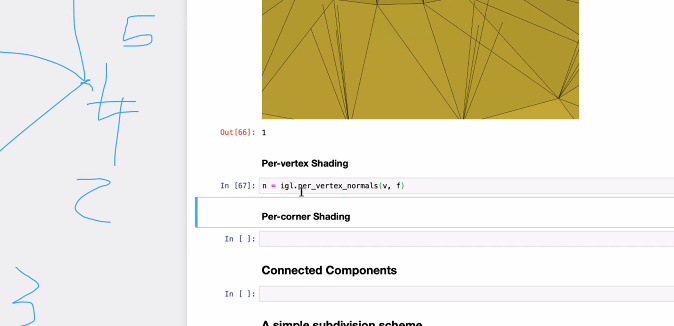 5
4
2
3
Out[66]: 1
Per-vertex Shading
In [67]: n = igl.per_vertex_normals(v, f)
Per-corner Shading
In [ ]:
Connected Components
In [ ]:
A simple subdivision scheme